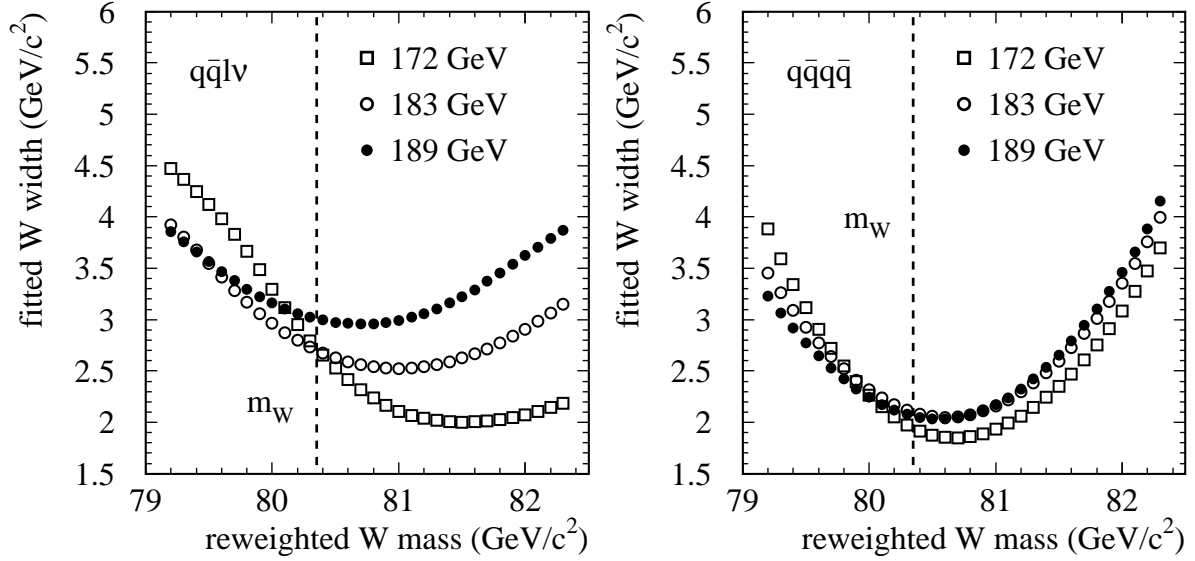 fitted W width (GeV/c²)
6
5.5
5
4.5
4
3.5
3
2.5
2
1.5
qq̄lν
172 GeV
183 GeV
189 GeV
m_W
79
80
81
82
reweighted W mass (GeV/c²)
fitted W width (GeV/c²)
6
5.5
5
4.5
4
3.5
3
2.5
2
1.5
qq̄qq̄
172 GeV
183 GeV
189 GeV
m_W
79
80
81
82
reweighted W mass (GeV/c²)